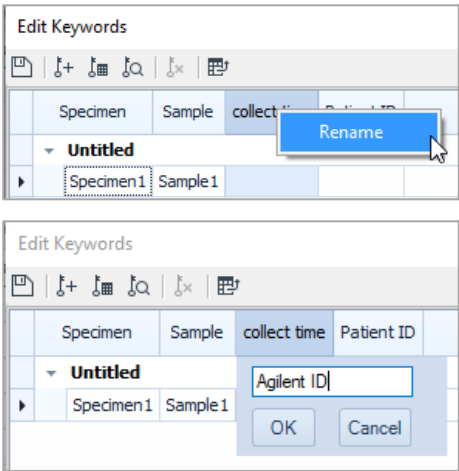 Edit Keywords
Specimen Sample collect Patient ID
Rename
Untitled
Specimen1 Sample1
Edit Keywords
Specimen Sample collect time Patient ID
Untitled
Agilent ID
Specimen1 Sample1
OK Cancel